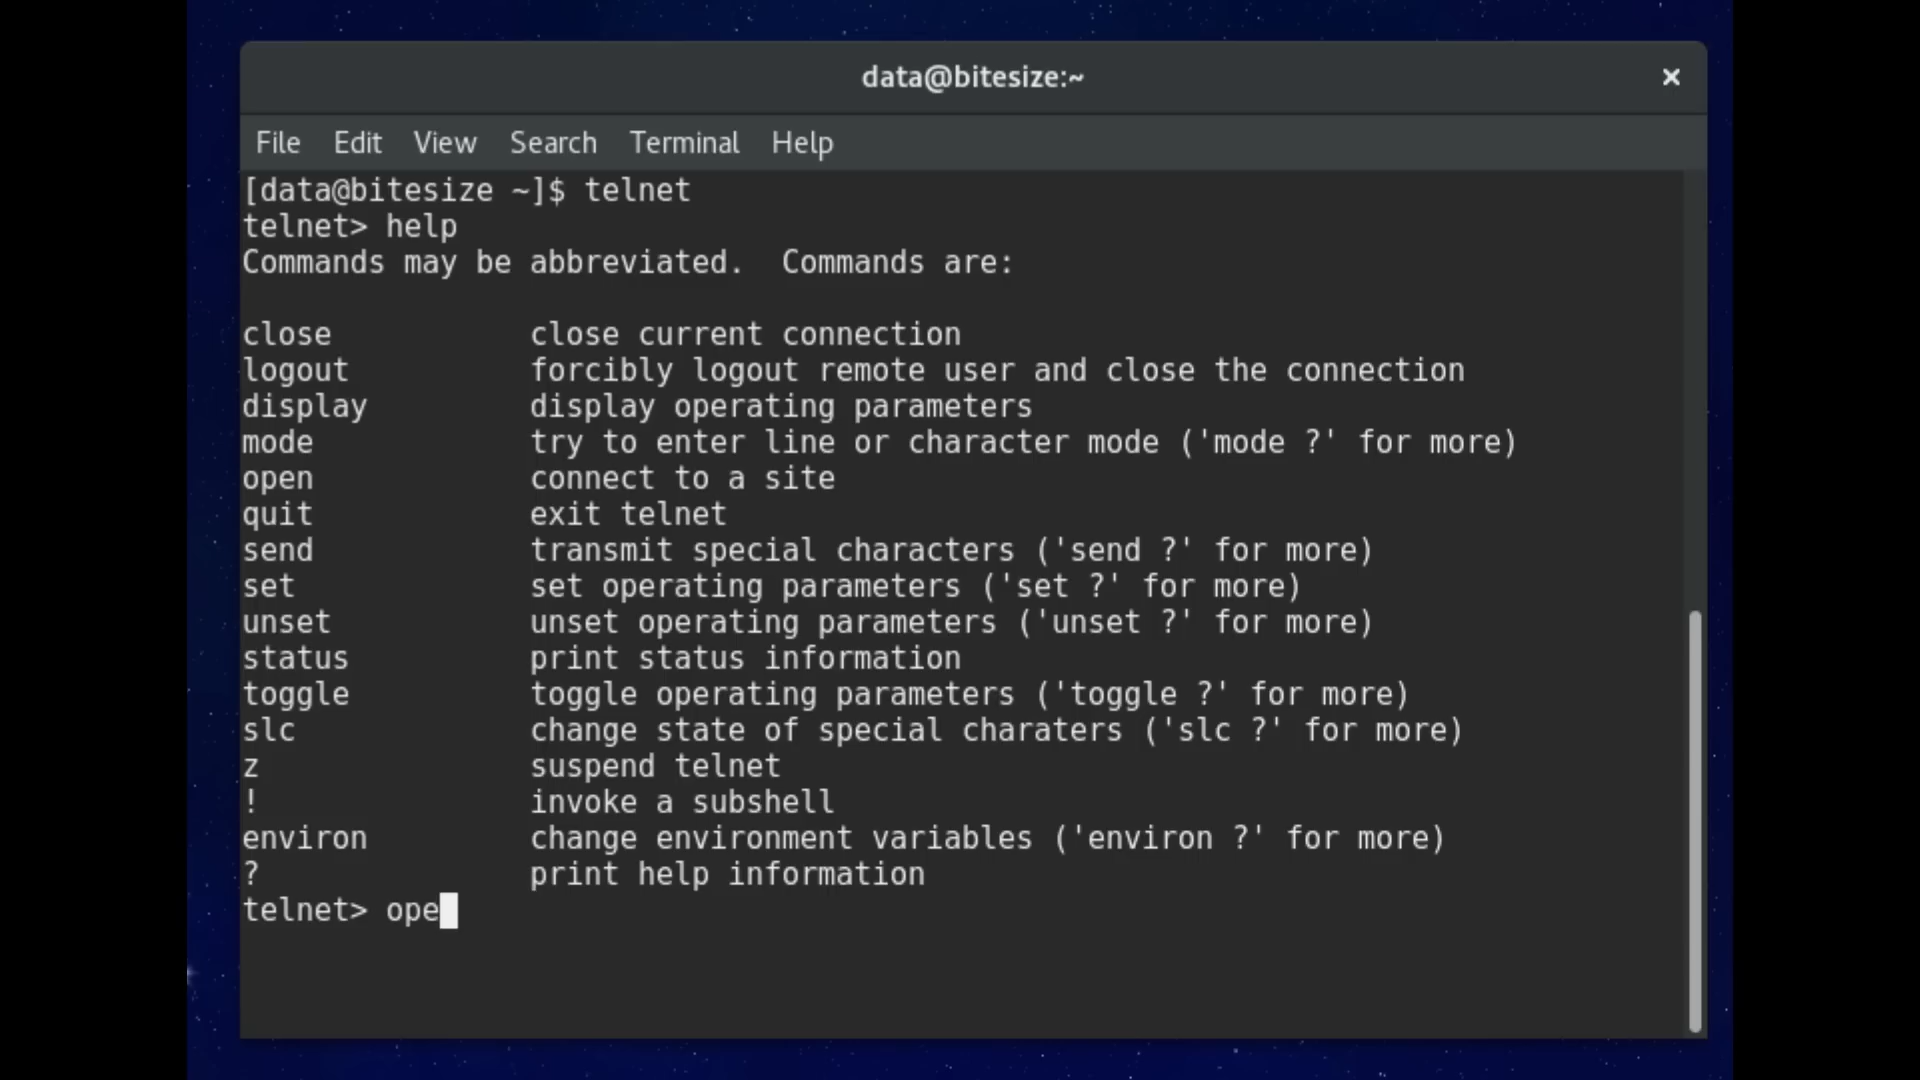 data@bitesize:~ ×
File Edit View Search Terminal Help
[data@bitesize ~]$ telnet
telnet> help
Commands may be abbreviated.  Commands are:

close           close current connection
logout          forcibly logout remote user and close the connection
display         display operating parameters
mode            try to enter line or character mode ('mode ?' for more)
open            connect to a site
quit            exit telnet
send            transmit special characters ('send ?' for more)
set             set operating parameters ('set ?' for more)
unset           unset operating parameters ('unset ?' for more)
status          print status information
toggle          toggle operating parameters ('toggle ?' for more)
slc             change state of special charaters ('slc ?' for more)
z               suspend telnet
!               invoke a subshell
environ         change environment variables ('environ ?' for more)
?               print help information
telnet> ope